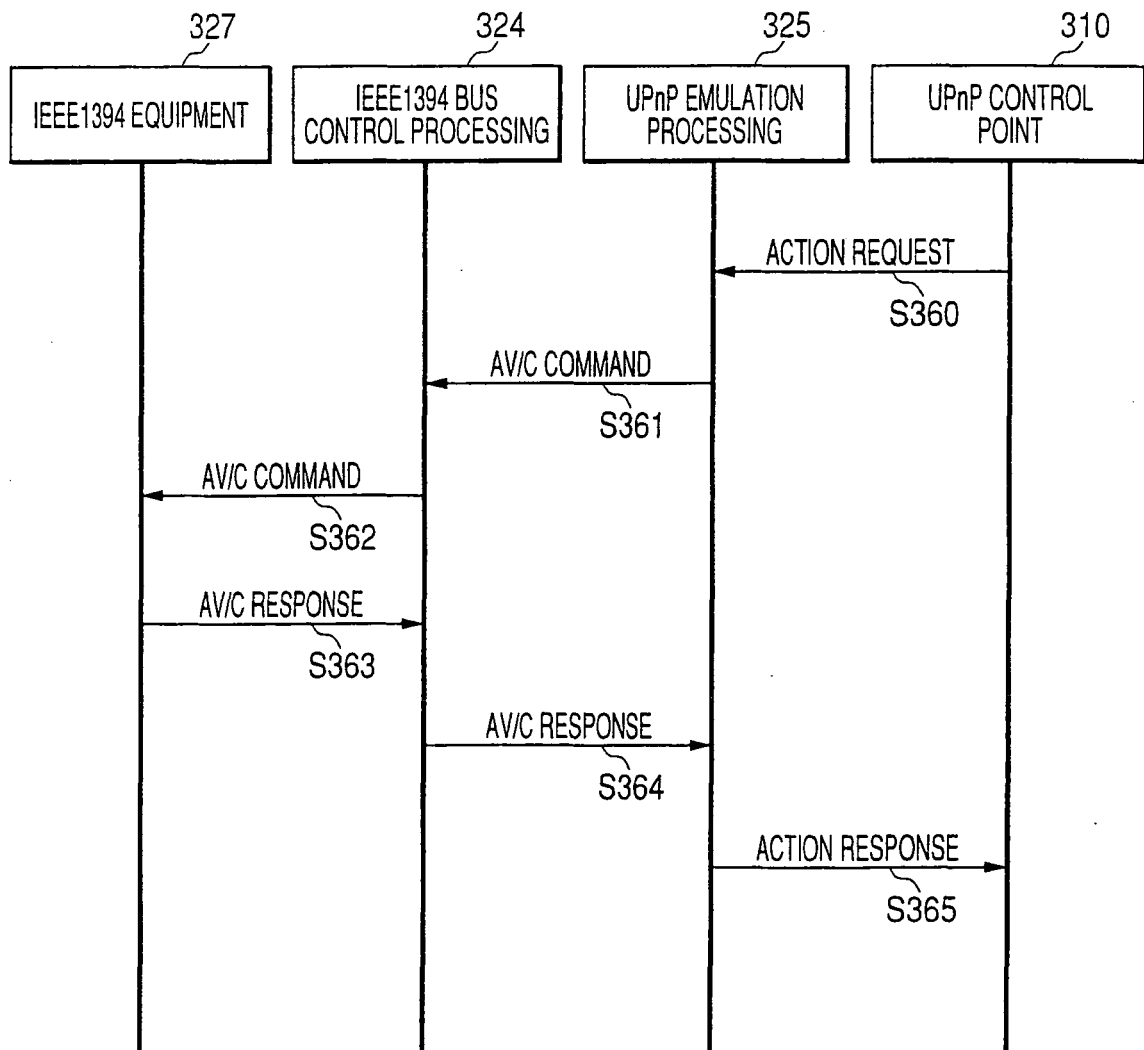 327
324
325
310
IEEE1394 EQUIPMENT
IEEE1394 BUS
CONTROL PROCESSING
UPnP EMULATION
PROCESSING
UPnP CONTROL
POINT
ACTION REQUEST
S360
AV/C COMMAND
S361
AV/C COMMAND
S362
AV/C RESPONSE
S363
AV/C RESPONSE
S364
ACTION RESPONSE
S365